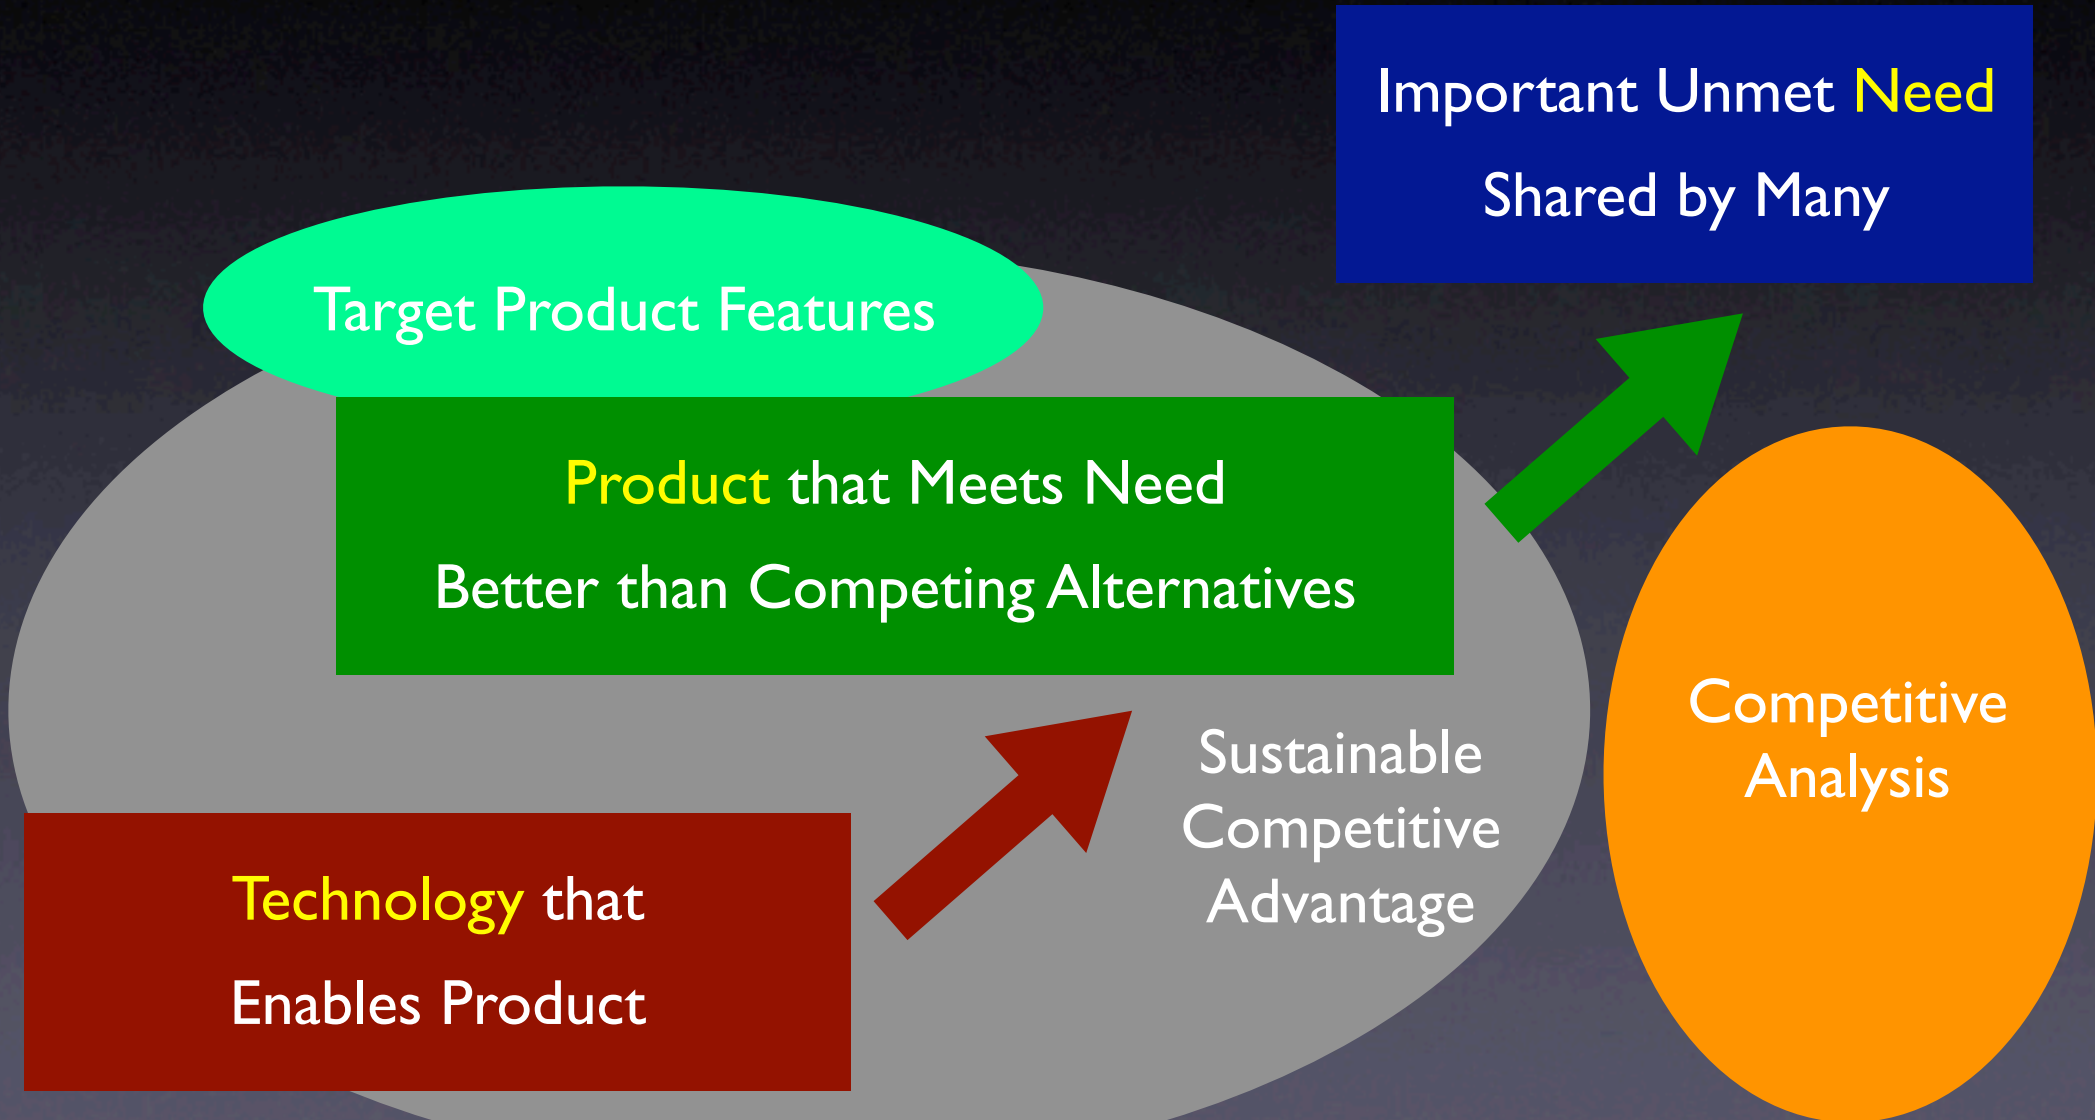 Important Unmet Need
Shared by Many
Target Product Features
Product that Meets Need
Better than Competing Alternatives
Sustainable
Competitive
Advantage
Competitive
Analysis
Technology that
Enables Product